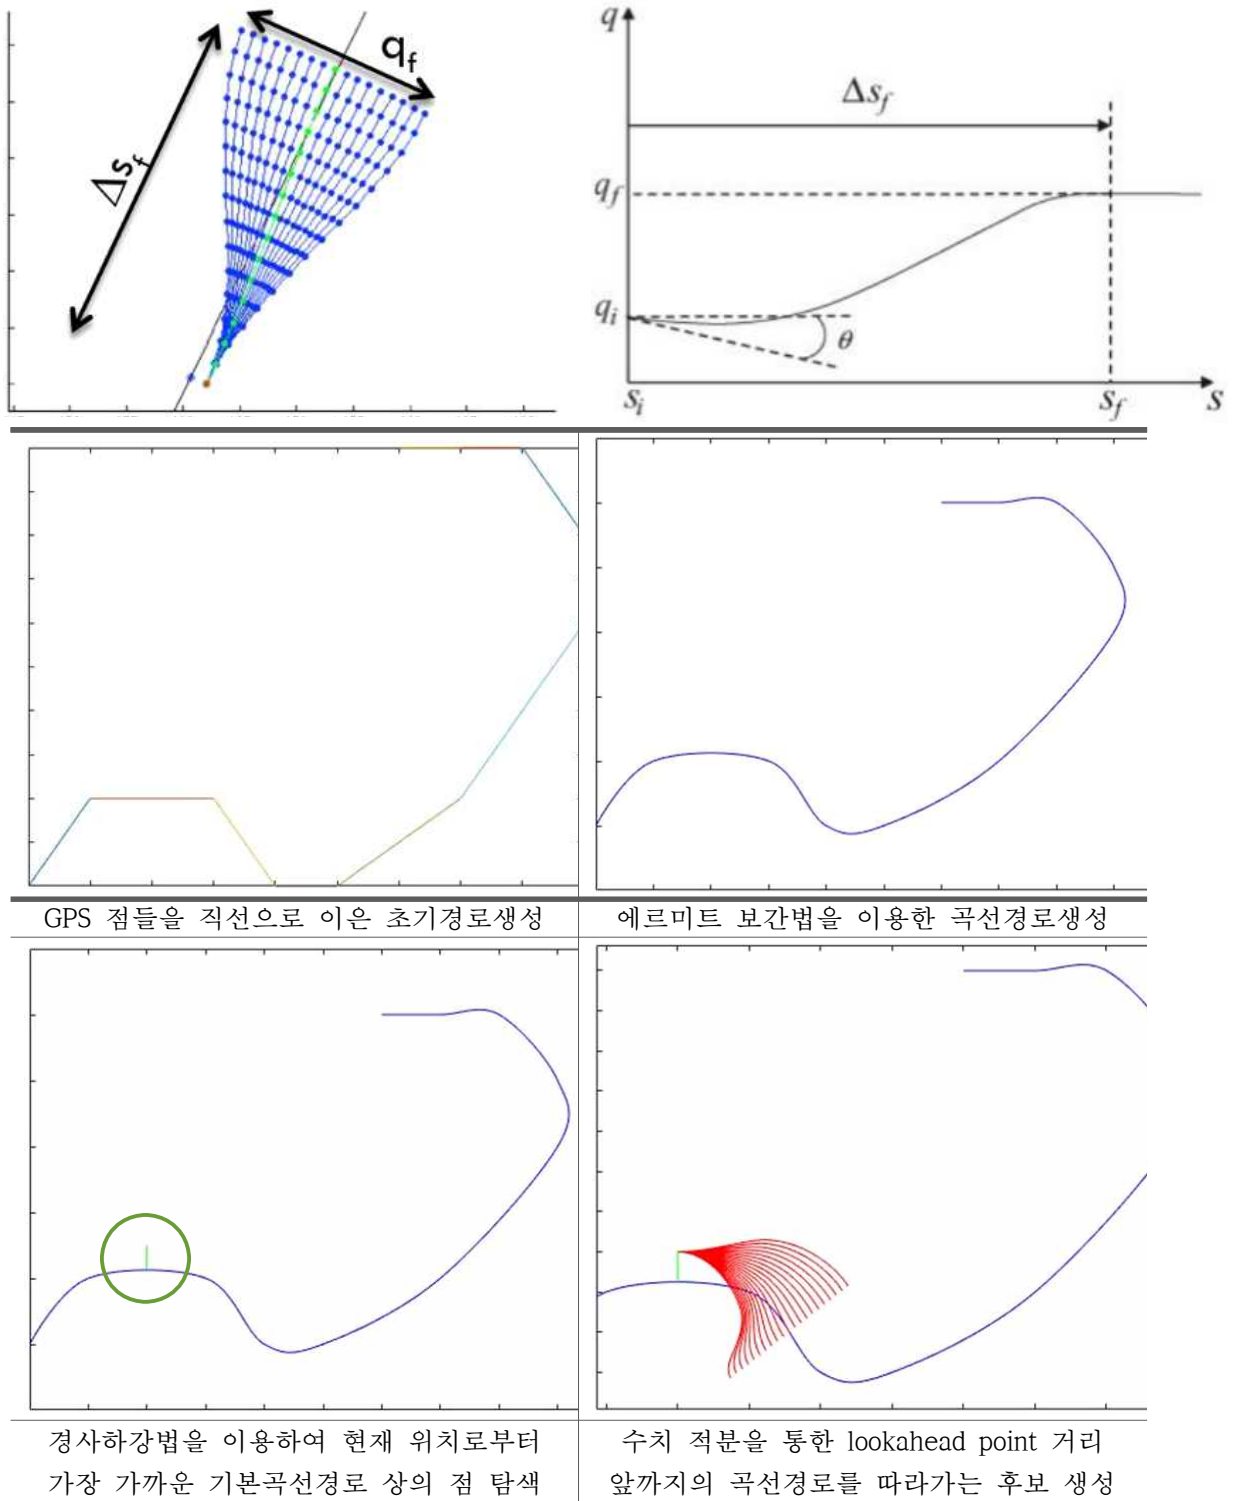 q_f
Δs_f
q
Δs_f
q_f
q_i
θ
s_i
s_f
s
GPS 점들을 직선으로 이은 초기경로생성
에르미트 보간법을 이용한 곡선경로생성
경사하강법을 이용하여 현재 위치로부터
가장 가까운 기본곡선경로 상의 점 탐색
수치 적분을 통한 lookahead point 거리
앞까지의 곡선경로를 따라가는 후보 생성